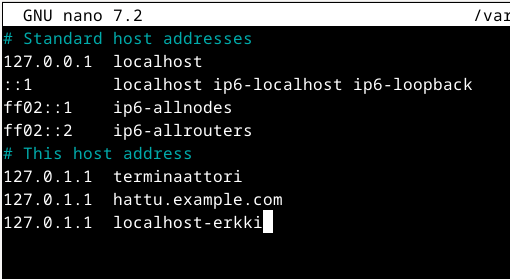 GNU nano 7.2 /var
# Standard host addresses
127.0.0.1 localhost
::1 localhost ip6-localhost ip6-loopback
ff02::1 ip6-allnodes
ff02::2 ip6-allrouters
# This host address
127.0.1.1 terminaattori
127.0.1.1 hattu.example.com
127.0.1.1 localhost-erkki